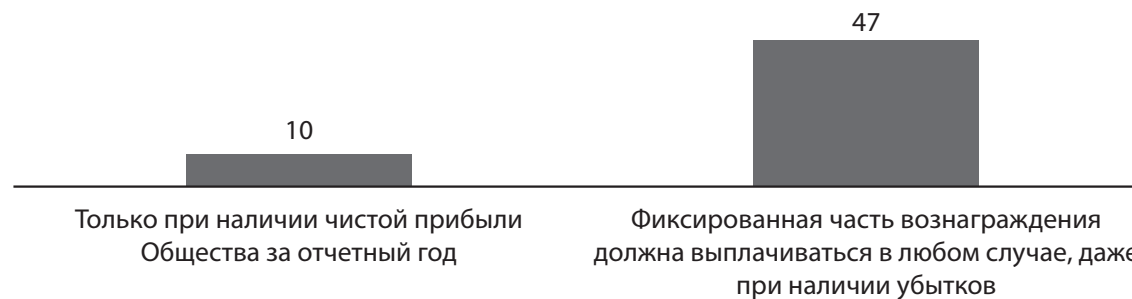 47
10
Только при наличии чистой прибыли
Общества за отчетный год
Фиксированная часть вознаграждения
должна выплачиваться в любом случае, даже
при наличии убытков